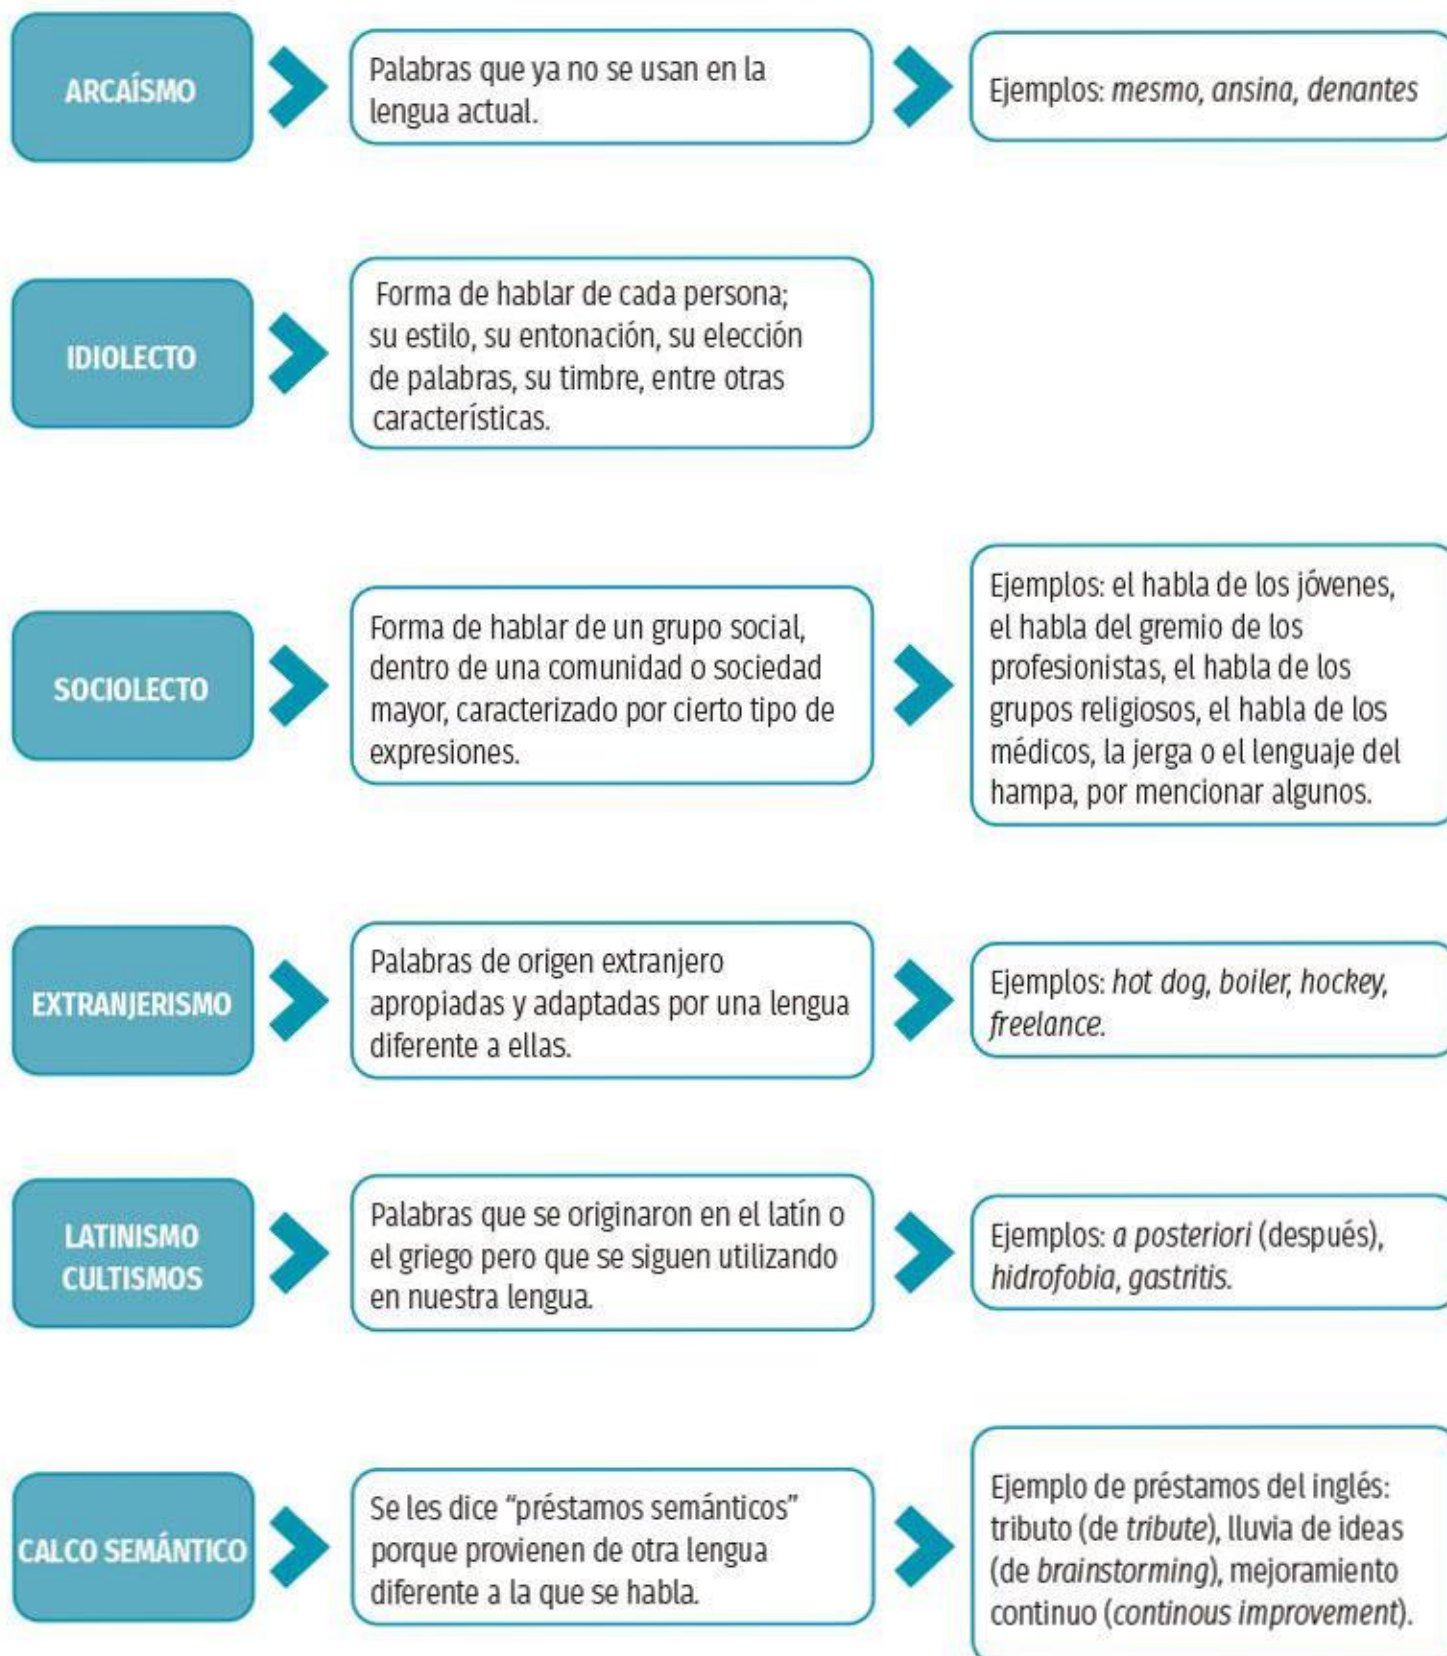 ARCAÍSMO
Palabras que ya no se usan en la
lengua actual.
Ejemplos: mesmo, ansina, denantes
IDIOLECTO
Forma de hablar de cada persona;
su estilo, su entonación, su elección
de palabras, su timbre, entre otras
características.
SOCIOLECTO
Forma de hablar de un grupo social,
dentro de una comunidad o sociedad
mayor, caracterizado por cierto tipo de
expresiones.
Ejemplos: el habla de los jóvenes,
el habla del gremio de los
profesionistas, el habla de los
grupos religiosos, el habla de los
médicos, la jerga o el lenguaje del
hampa, por mencionar algunos.
EXTRANJERISMO
Palabras de origen extranjero
apropiadas y adaptadas por una lengua
diferente a ellas.
Ejemplos: hot dog, boiler, hockey,
freelance.
LATINISMO
CULTISMOS
Palabras que se originaron en el latín o
el griego pero que se siguen utilizando
en nuestra lengua.
Ejemplos: a posteriori (después),
hidrofobia, gastritis.
CALCO SEMÁNTICO
Se les dice “préstamos semánticos”
porque provienen de otra lengua
diferente a la que se habla.
Ejemplo de préstamos del inglés:
tributo (de tribute), lluvia de ideas
(de brainstorming), mejoramiento
continuo (continous improvement).